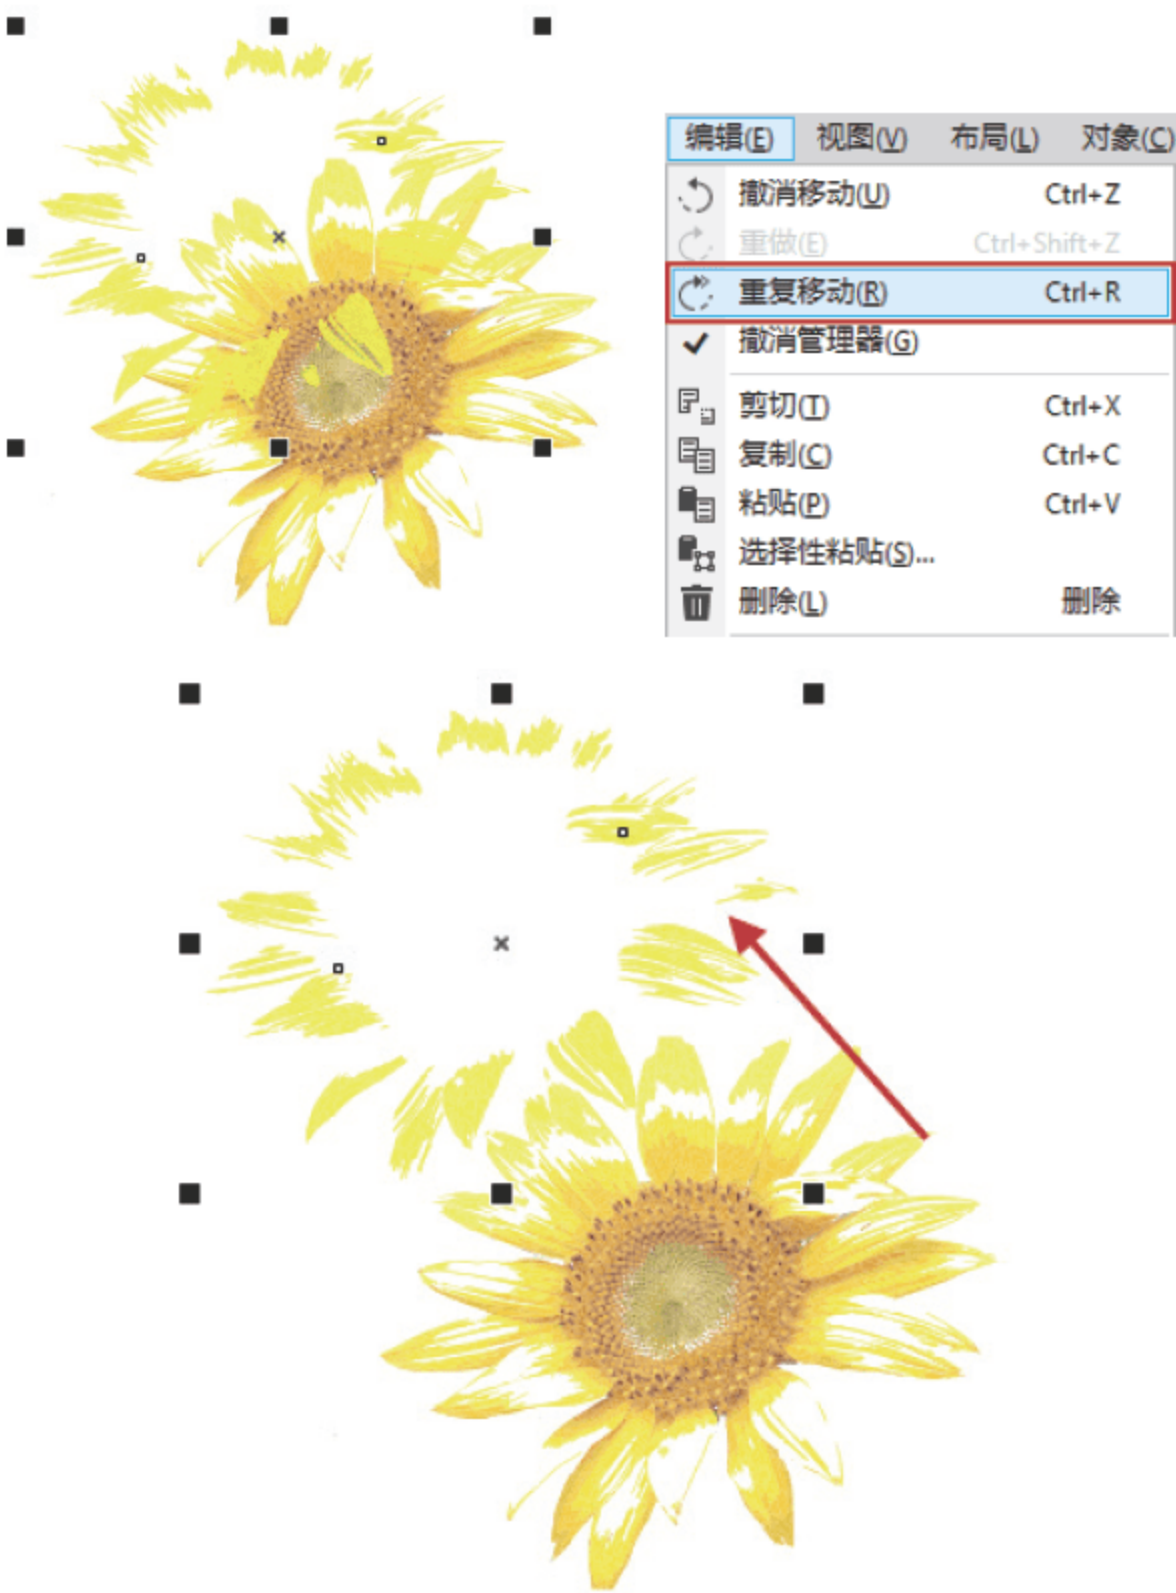 编辑(E) 视图(V) 布局(L) 对象(C)
撤消移动(U) Ctrl+Z
重做(E) Ctrl+Shift+Z
重复移动(R) Ctrl+R
撤消管理器(G)
剪切(T) Ctrl+X
复制(C) Ctrl+C
粘贴(P) Ctrl+V
选择性粘贴(S)...
删除(L) 删除